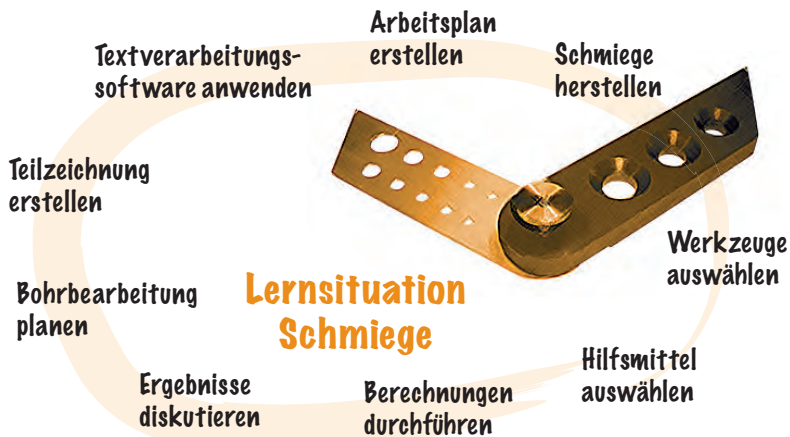 Arbeitsplan
erstellen
Textverarbeitungs-
software anwenden
Schmiege
herstellen
Teilzeichnung
erstellen
Werkzeuge
auswählen
Bohrbearbeitung
planen
Lernsituation
Schmiege
Hilfsmittel
auswählen
Ergebnisse
diskutieren
Berechnungen
durchführen